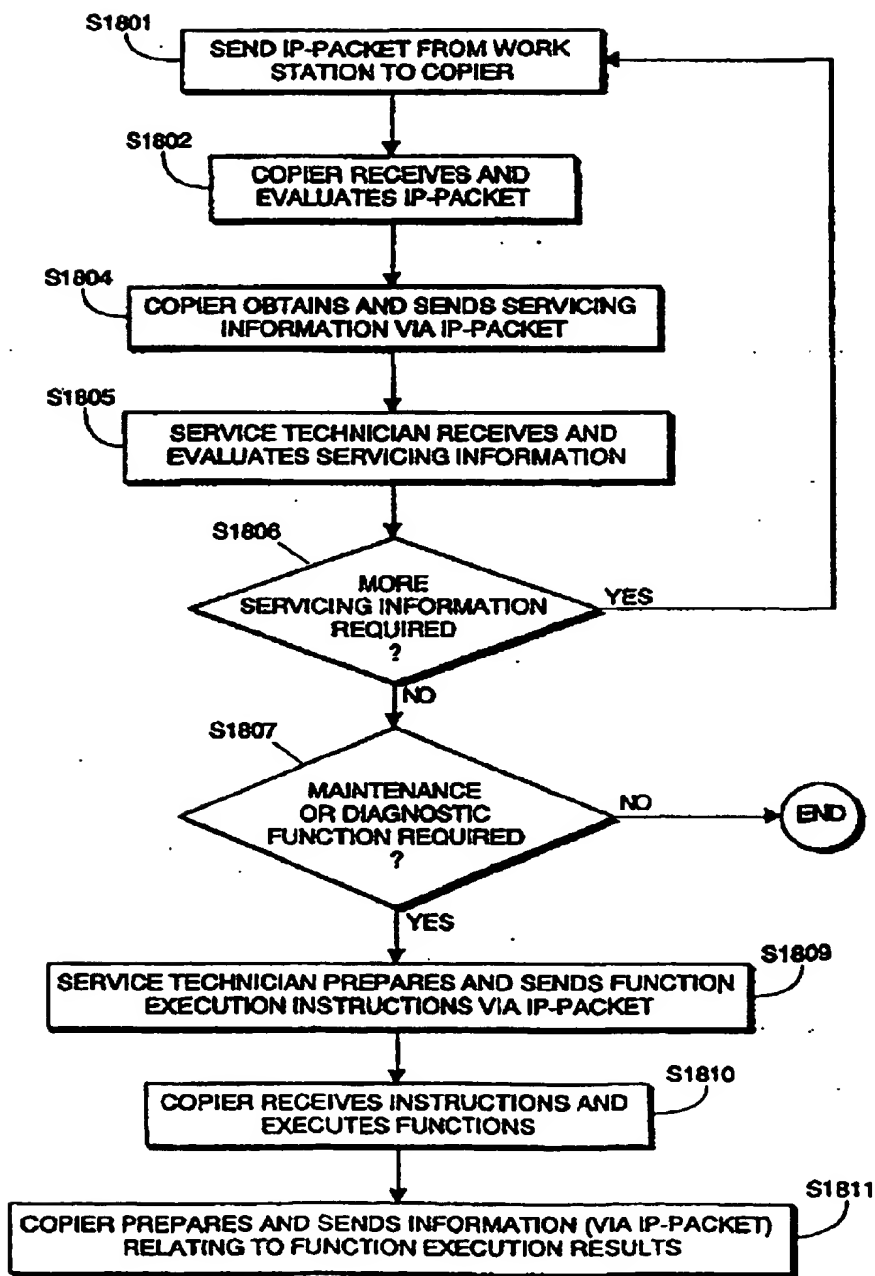 S1801
SEND IP-PACKET FROM WORK
STATION TO COPIER
S1802
COPIER RECEIVES AND
EVALUATES IP-PACKET
S1804
COPIER OBTAINS AND SENDS SERVICING
INFORMATION VIA IP-PACKET
S1805
SERVICE TECHNICIAN RECEIVES AND
EVALUATES SERVICING INFORMATION
S1806
MORE
SERVICING INFORMATION
REQUIRED
?
YES
NO
S1807
MAINTENANCE
OR DIAGNOSTIC
FUNCTION REQUIRED
?
NO
END
YES
S1809
SERVICE TECHNICIAN PREPARES AND SENDS FUNCTION
EXECUTION INSTRUCTIONS VIA IP-PACKET
S1810
COPIER RECEIVES INSTRUCTIONS AND
EXECUTES FUNCTIONS
S1811
COPIER PREPARES AND SENDS INFORMATION (VIA IP-PACKET)
RELATING TO FUNCTION EXECUTION RESULTS